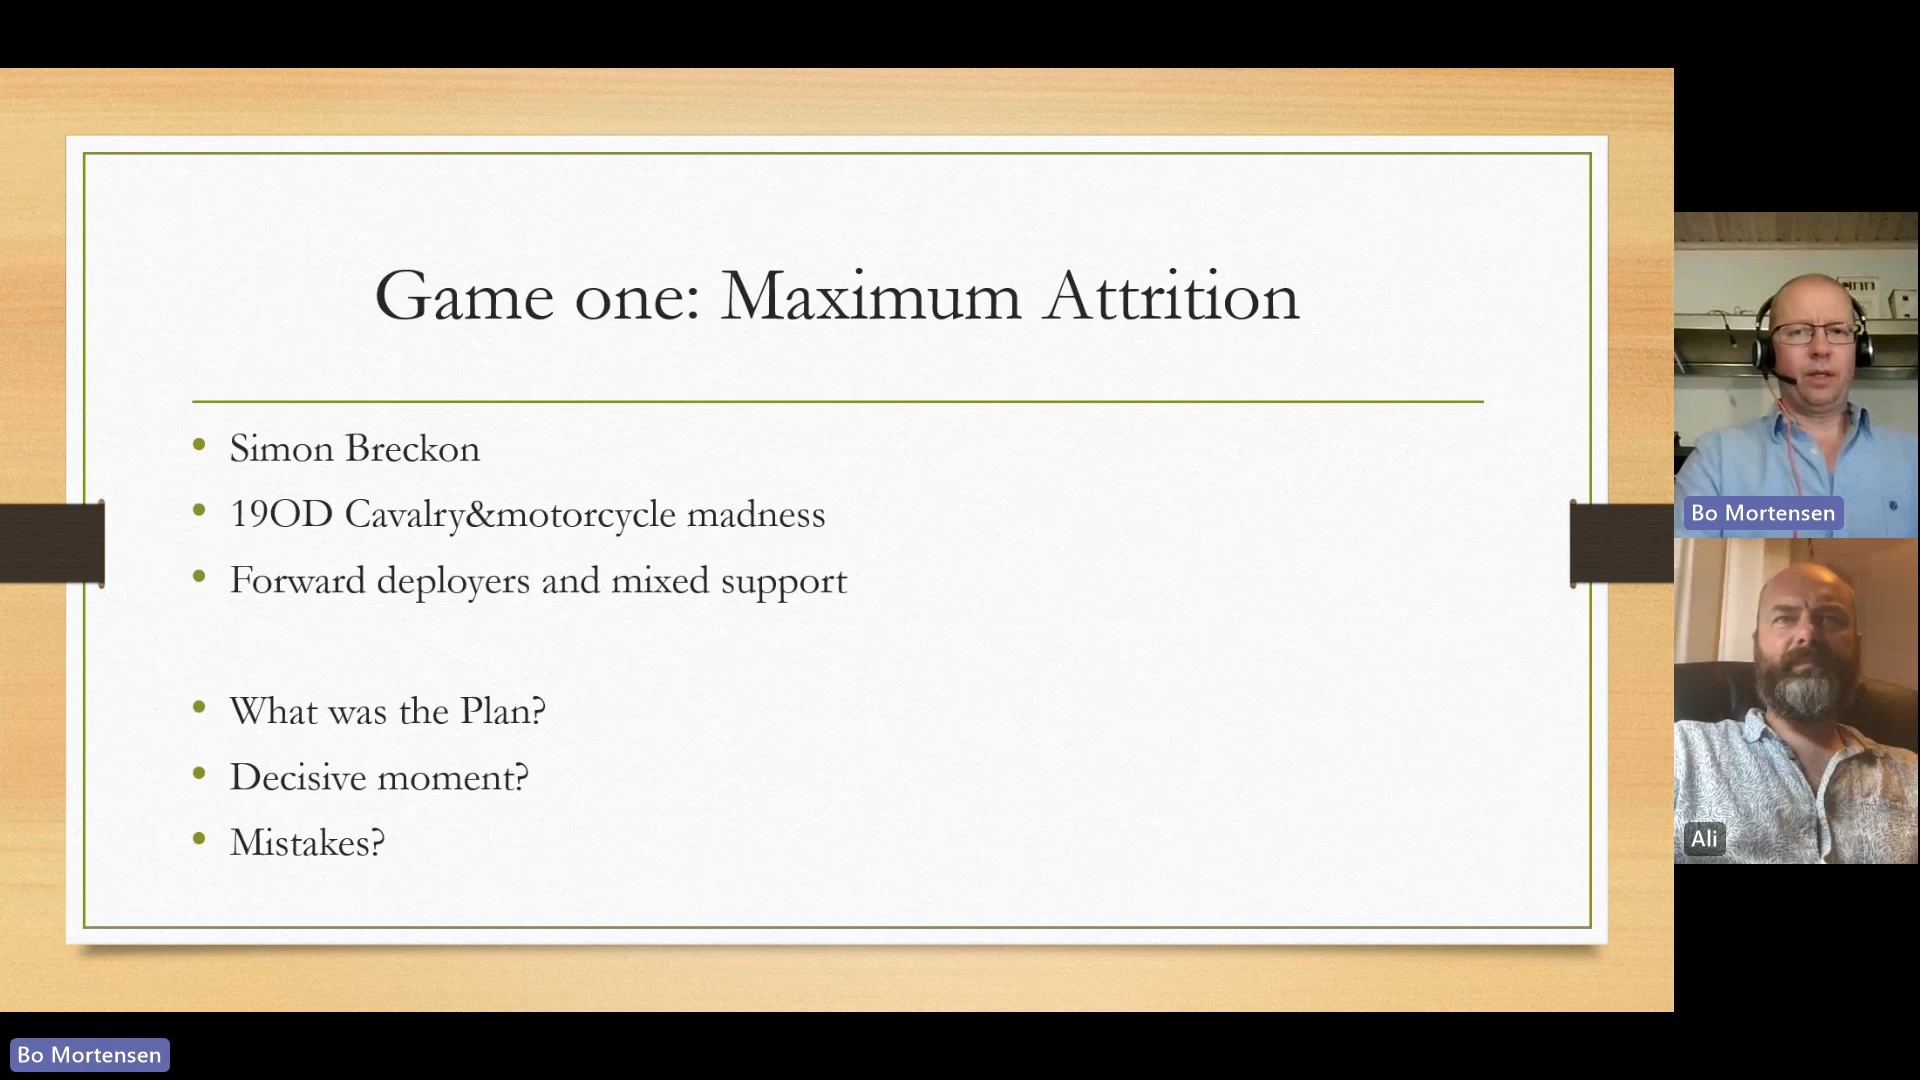 Game one: Maximum Attrition
Simon Breckon
19OD Cavalry&motorcycle madness
Forward deployers and mixed support
What was the Plan?
Decisive moment?
Mistakes?
Bo Mortensen
Ali
Bo Mortensen